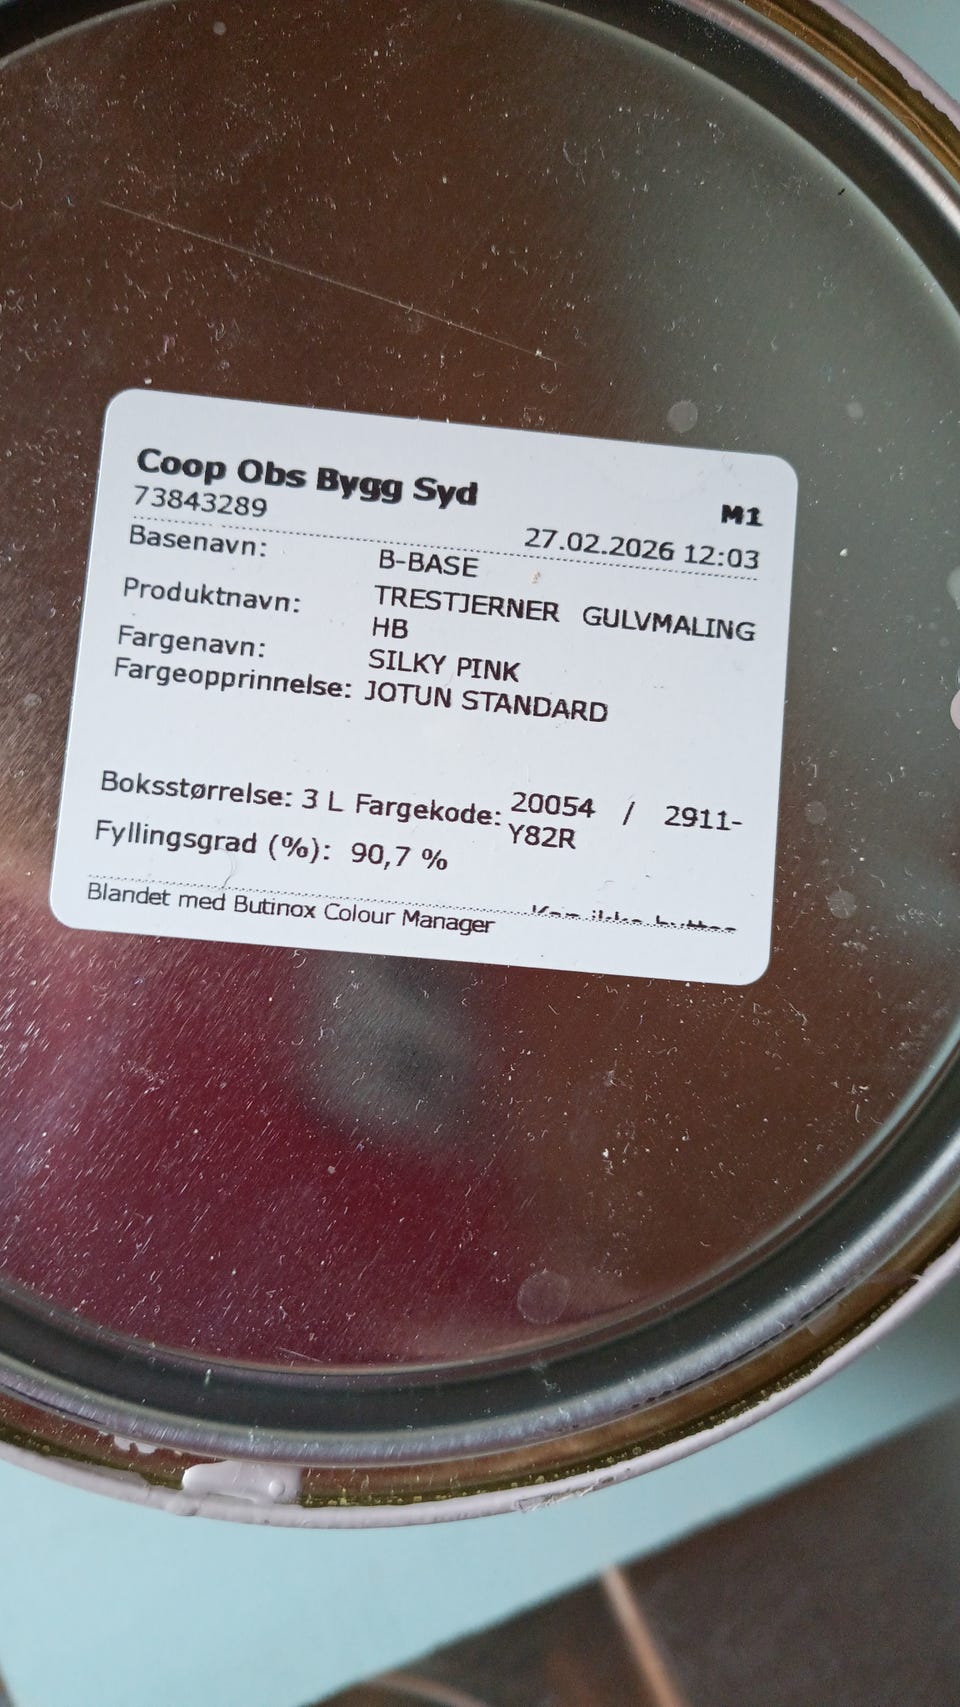 Coop Obs Bygg Syd M1
73843289 27.02.2026 12:03
Basenavn: B-BASE
Produktnavn: TRESTJERNER GULVMALING
HB
Fargenavn: SILKY PINK
Fargeopprinnelse: JOTUN STANDARD
Boksstørrelse: 3 L Fargekode: 20054 / 2911-
Y82R
Fyllingsgrad (%): 90,7 %
Blandet med Butinox Colour Manager